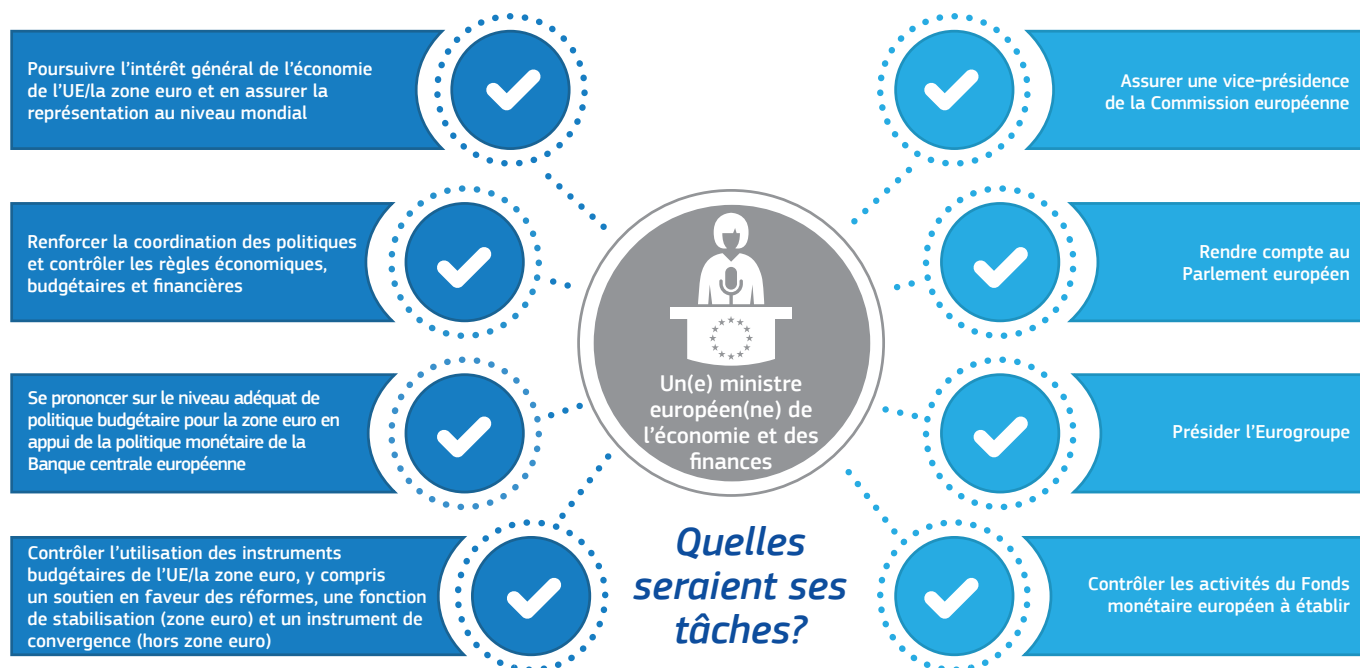 Poursuivre l'intérêt général de l'économie
de l'UE/la zone euro et en assurer la
représentation au niveau mondial
Renforcer la coordination des politiques
et contrôler les règles économiques,
budgétaires et financières
Se prononcer sur le niveau adéquat de
politique budgétaire pour la zone euro en
appui de la politique monétaire de la
Banque centrale européenne
Contrôler l'utilisation des instruments
budgétaires de l'UE/la zone euro, y compris
un soutien en faveur des réformes, une fonction
de stabilisation (zone euro) et un instrument de
convergence (hors zone euro)
Un(e) ministre
européen(ne) de
l'économie et des
finances
Quelles
seraient ses
tâches?
Assurer une vice-présidence
de la Commission européenne
Rendre compte au
Parlement européen
Présider l'Eurogroupe
Contrôler les activités du Fonds
monétaire européen à établir